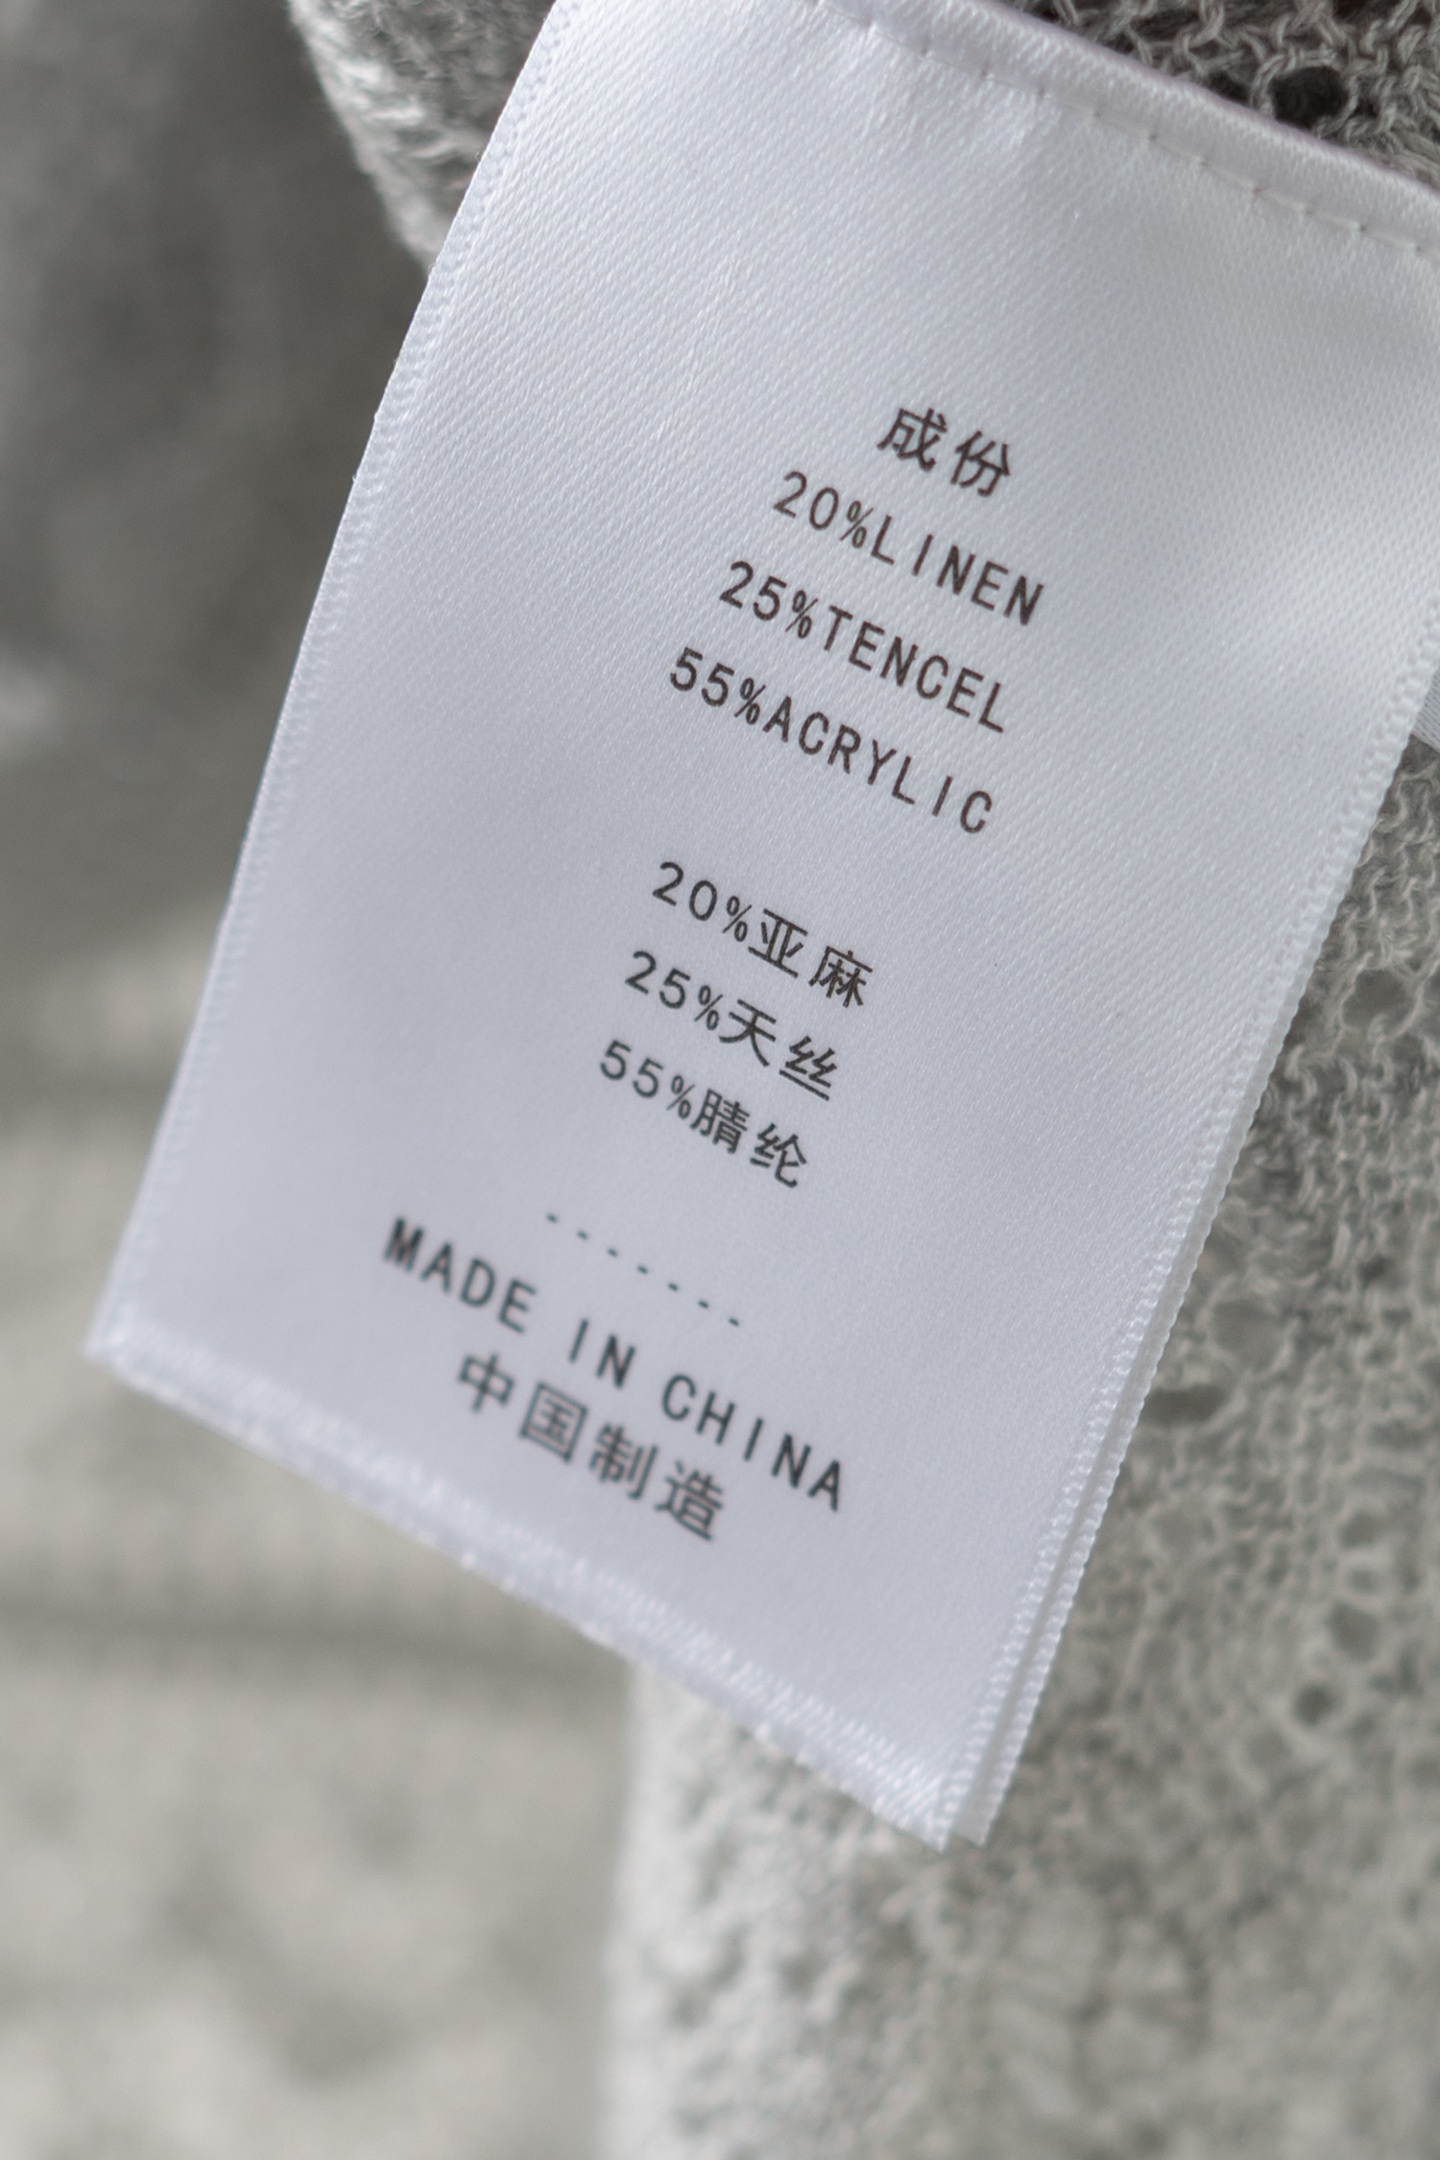 成份
20%LINEN
25%TENCEL
55%ACRYLIC
20%亚麻
25%天丝
55%腈纶
-------
MADE IN CHINA
中国制造